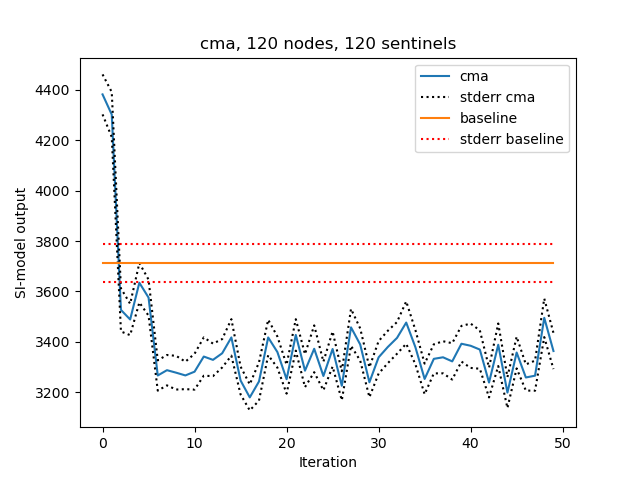 cma, 120 nodes, 120 sentinels
cma
stderr cma
baseline
stderr baseline
4400
4200
4000
3800
3600
3400
3200
SI-model output
0
10
20
30
40
50
Iteration